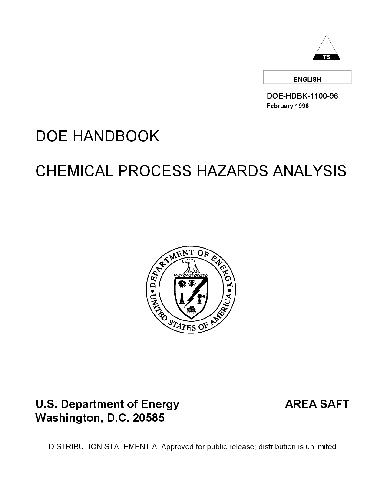 TS
ENGLISH
DOE-HDBK-1100-96
February 1996
DOE HANDBOOK
CHEMICAL PROCESS HAZARDS ANALYSIS
DEPARTMENT OF ENERGY
UNITED STATES OF AMERICA
U.S. Department of Energy
AREA SAFT
Washington, D.C. 20585
DISTRIBUTION STATEMENT A. Approved for public release; distribution is unlimited.